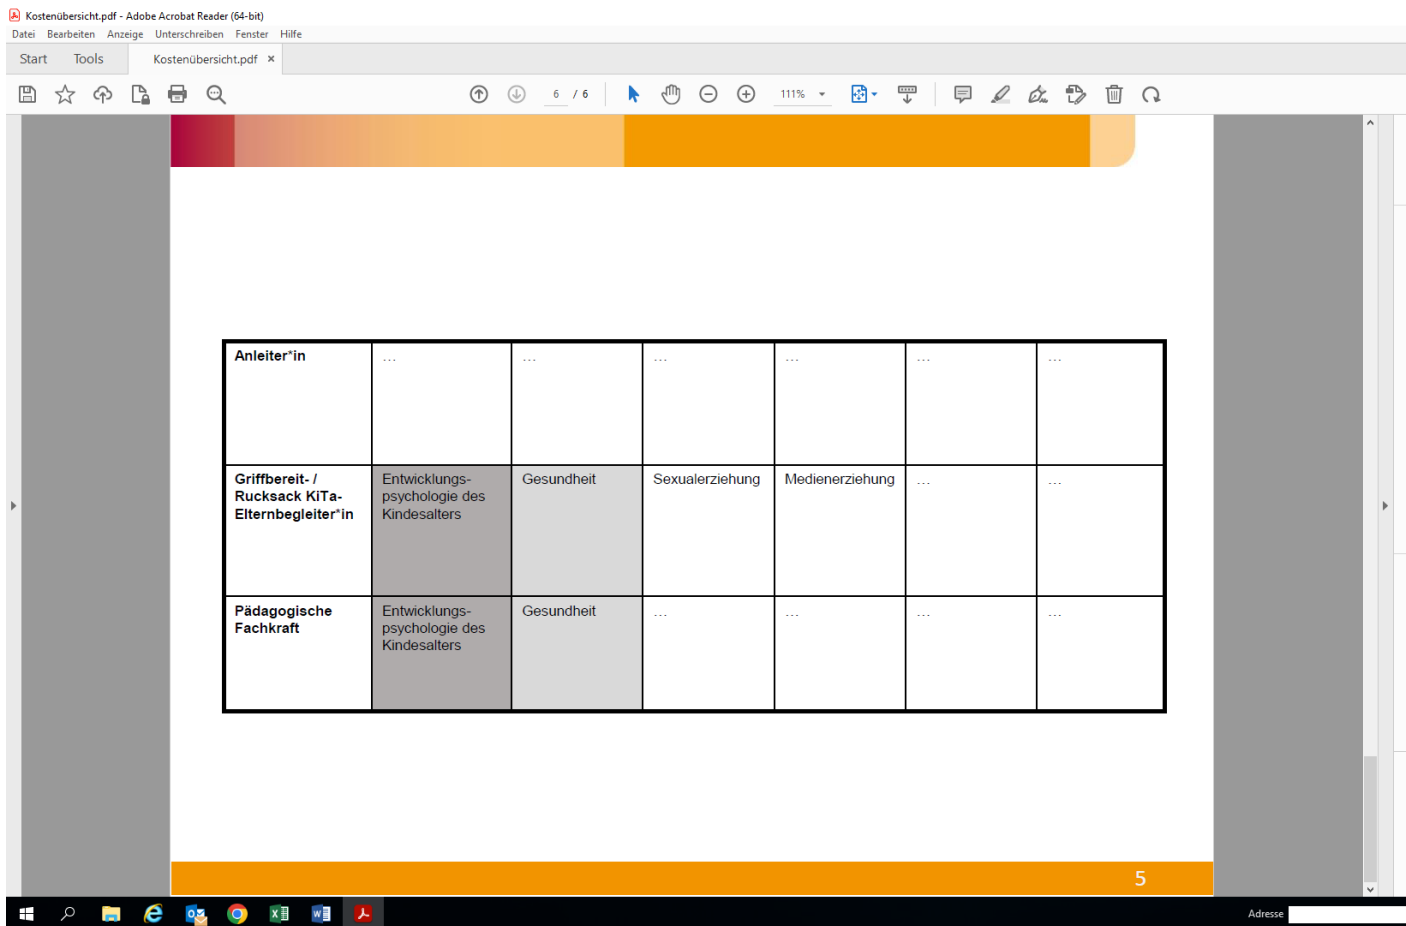 Kostenübersicht.pdf - Adobe Acrobat Reader (64-bit)
Datei Bearbeiten Anzeige Unterschreiben Fenster Hilfe
Start Tools Kostenübersicht.pdf ×
6 / 6 111%
Anleiter*in … … … … … …
Griffbereit- /
Rucksack KiTa-
Elternbegleiter*in
Entwicklungs-
psychologie des
Kindesalters
Gesundheit
Sexualerziehung
Medienerziehung
…
…
Pädagogische
Fachkraft
Entwicklungs-
psychologie des
Kindesalters
Gesundheit
…
…
…
…
5
Adresse